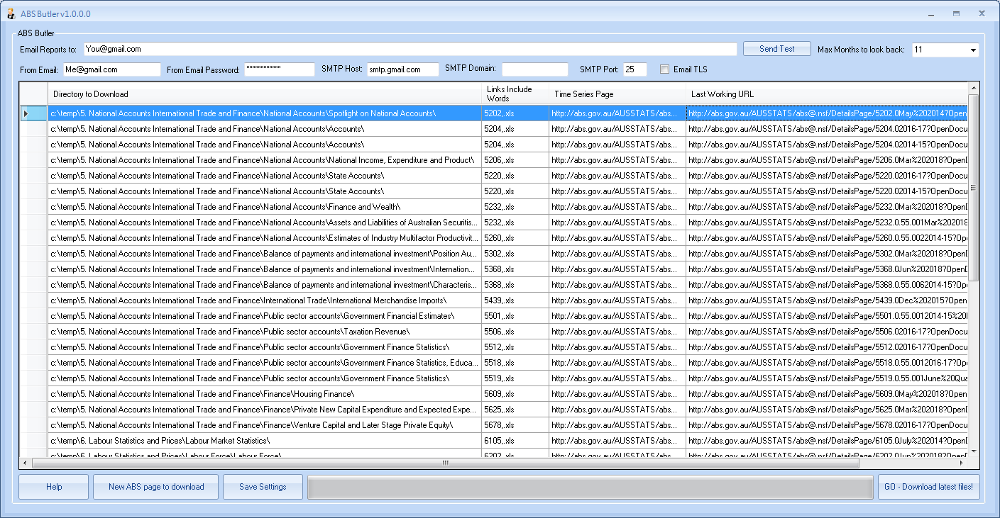 ABS Butler v1.0.0.0
ABS Butler
Email Reports to: You@gmail.com Send Test Max Months to look back: 11
From Email: Me@gmail.com From Email Password: ************ SMTP Host: smtp.gmail.com SMTP Domain: SMTP Port: 25 Email TLS
Directory to Download Links Include Words Time Series Page Last Working URL
c:\temp\5. National Accounts International Trade and Finance\National Accounts\Spotlight on National Accounts\ 5202,.xls http://abs.gov.au/AUSSTATS/abs... http://abs.gov.au/AUSSTATS/abs@.nsf/DetailsPage/5202.0May%202014?Open
c:\temp\5. National Accounts International Trade and Finance\National Accounts\Accounts\ 5204,.xls http://abs.gov.au/AUSSTATS/abs... http://abs.gov.au/AUSSTATS/abs@.nsf/DetailsPage/5204.02016-17?OpenDocu
c:\temp\5. National Accounts International Trade and Finance\National Accounts\Accounts\ 5204,.xls http://abs.gov.au/AUSSTATS/abs... http://abs.gov.au/AUSSTATS/abs@.nsf/DetailsPage/5204.02014-15?OpenDocu
c:\temp\5. National Accounts International Trade and Finance\National Accounts\National Income, Expenditure and Product\ 5206,.xls http://abs.gov.au/AUSSTATS/abs... http://abs.gov.au/AUSSTATS/abs@.nsf/DetailsPage/5206.0Mar%202018?Open
c:\temp\5. National Accounts International Trade and Finance\National Accounts\State Accounts\ 5220,.xls http://abs.gov.au/AUSSTATS/abs... http://abs.gov.au/AUSSTATS/abs@.nsf/DetailsPage/5220.02016-17?OpenDocu
c:\temp\5. National Accounts International Trade and Finance\National Accounts\State Accounts\ 5220,.xls http://abs.gov.au/AUSSTATS/abs... http://abs.gov.au/AUSSTATS/abs@.nsf/DetailsPage/5220.02014-15?OpenDocu
c:\temp\5. National Accounts International Trade and Finance\National Accounts\Finance and Wealth\ 5232,.xls http://abs.gov.au/AUSSTATS/abs... http://abs.gov.au/AUSSTATS/abs@.nsf/DetailsPage/5232.0Mar%202018?Open
c:\temp\5. National Accounts International Trade and Finance\National Accounts\Assets and Liabilities of Australian Securitis... 5232,.xls http://abs.gov.au/AUSSTATS/abs... http://abs.gov.au/AUSSTATS/abs@.nsf/DetailsPage/5232.0.55.001Mar%202018
c:\temp\5. National Accounts International Trade and Finance\National Accounts\Estimates of Industry Multifactor Productivit... 5260,.xls http://abs.gov.au/AUSSTATS/abs... http://abs.gov.au/AUSSTATS/abs@.nsf/DetailsPage/5260.0.55.0022014-15?Op
c:\temp\5. National Accounts International Trade and Finance\Balance of payments and international investment\Position Au... 5302,.xls http://abs.gov.au/AUSSTATS/abs... http://abs.gov.au/AUSSTATS/abs@.nsf/DetailsPage/5302.0Mar%202018?Open
c:\temp\5. National Accounts International Trade and Finance\Balance of payments and international investment\Internation... 5368,.xls http://abs.gov.au/AUSSTATS/abs... http://abs.gov.au/AUSSTATS/abs@.nsf/DetailsPage/5368.0Jun%202018?OpenD
c:\temp\5. National Accounts International Trade and Finance\Balance of payments and international investment\Characteris... 5368,.xls http://abs.gov.au/AUSSTATS/abs... http://abs.gov.au/AUSSTATS/abs@.nsf/DetailsPage/5368.0.55.0062014-15?Op
c:\temp\5. National Accounts International Trade and Finance\International Trade\International Merchandise Imports\ 5439,.xls http://abs.gov.au/AUSSTATS/abs... http://abs.gov.au/AUSSTATS/abs@.nsf/DetailsPage/5439.0Dec%202015?Open
c:\temp\5. National Accounts International Trade and Finance\Public sector accounts\Government Financial Estimates\ 5501,.xls http://abs.gov.au/AUSSTATS/abs... http://abs.gov.au/AUSSTATS/abs@.nsf/DetailsPage/5501.0.55.0012014-15%
c:\temp\5. National Accounts International Trade and Finance\Public sector accounts\Taxation Revenue\ 5506,.xls http://abs.gov.au/AUSSTATS/abs... http://abs.gov.au/AUSSTATS/abs@.nsf/DetailsPage/5506.02016-17?OpenDocu
c:\temp\5. National Accounts International Trade and Finance\Public sector accounts\Government Finance Statistics\ 5512,.xls http://abs.gov.au/AUSSTATS/abs... http://abs.gov.au/AUSSTATS/abs@.nsf/DetailsPage/5512.02016-17?OpenDocu
c:\temp\5. National Accounts International Trade and Finance\Public sector accounts\Government Finance Statistics, Educa... 5518,.xls http://abs.gov.au/AUSSTATS/abs... http://abs.gov.au/AUSSTATS/abs@.nsf/DetailsPage/5518.0.55.0012016-17?Op
c:\temp\5. National Accounts International Trade and Finance\Public sector accounts\Government Finance Statistics\ 5519,.xls http://abs.gov.au/AUSSTATS/abs... http://abs.gov.au/AUSSTATS/abs@.nsf/DetailsPage/5519.0.55.001June%20Qua
c:\temp\5. National Accounts International Trade and Finance\Finance\Housing Finance\ 5609,.xls http://abs.gov.au/AUSSTATS/abs... http://abs.gov.au/AUSSTATS/abs@.nsf/DetailsPage/5609.0May%202018?Open
c:\temp\5. National Accounts International Trade and Finance\Finance\Private New Capital Expenditure and Expected Expe... 5625,.xls http://abs.gov.au/AUSSTATS/abs... http://abs.gov.au/AUSSTATS/abs@.nsf/DetailsPage/5625.0Mar%202018?Open
c:\temp\5. National Accounts International Trade and Finance\Finance\Venture Capital and Later Stage Private Equity\ 5678,.xls http://abs.gov.au/AUSSTATS/abs... http://abs.gov.au/AUSSTATS/abs@.nsf/DetailsPage/5678.02016-17?OpenDocu
c:\temp\6. Labour Statistics and Prices\Labour Market Statistics\ 6105,.xls http://abs.gov.au/AUSSTATS/abs... http://abs.gov.au/AUSSTATS/abs@.nsf/DetailsPage/6105.0July%202014?Open
c:\temp\6. Labour Statistics and Prices\Labour Force\Labour Force\ 6202,.xls http://abs.gov.au/AUSSTATS/abs... http://abs.gov.au/AUSSTATS/abs@.nsf/DetailsPage/6202.0Jun%202018?Open
Help New ABS page to download Save Settings GO - Download latest files!